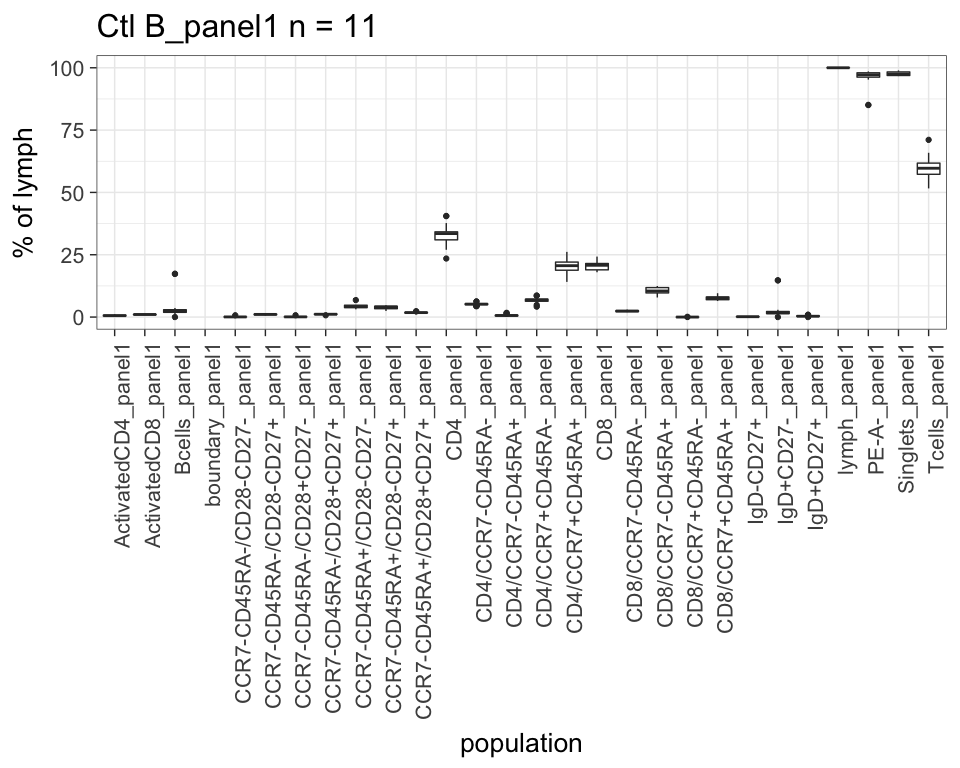 Ctl B_panel1 n = 11
% of lymph
100
75
50
25
0
ActivatedCD4_panel1
ActivatedCD8_panel1
Bcells_panel1
boundary_panel1
CCR7-CD45RA-/CD28-CD27-_panel1
CCR7-CD45RA-/CD28-CD27+_panel1
CCR7-CD45RA-/CD28+CD27-_panel1
CCR7-CD45RA-/CD28+CD27+_panel1
CCR7-CD45RA+/CD28-CD27-_panel1
CCR7-CD45RA+/CD28-CD27+_panel1
CCR7-CD45RA+/CD28+CD27+_panel1
CD4_panel1
CD4/CCR7-CD45RA-_panel1
CD4/CCR7-CD45RA+_panel1
CD4/CCR7+CD45RA-_panel1
CD4/CCR7+CD45RA+_panel1
CD8_panel1
CD8/CCR7-CD45RA-_panel1
CD8/CCR7-CD45RA+_panel1
CD8/CCR7+CD45RA-_panel1
CD8/CCR7+CD45RA+_panel1
IgD-CD27+_panel1
IgD+CD27-_panel1
IgD+CD27+_panel1
lymph_panel1
PE-A-_panel1
Singlets_panel1
Tcells_panel1
population